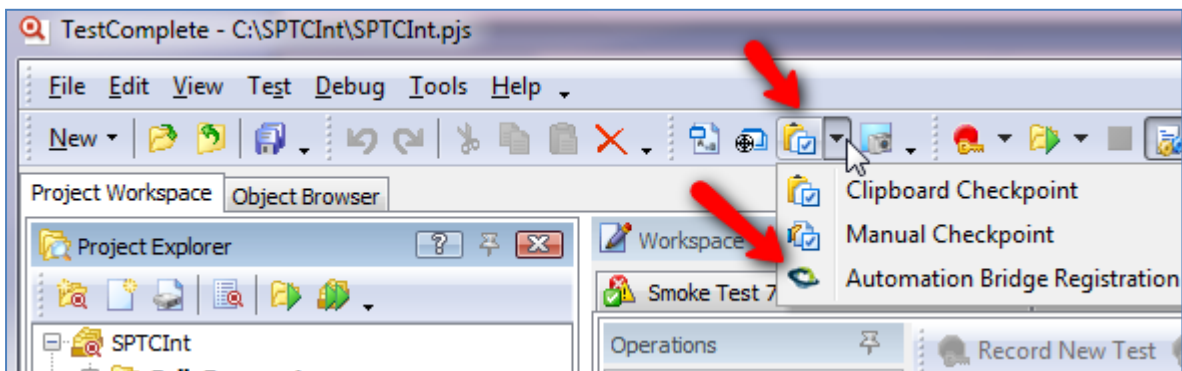 TestComplete - C:\SPTCInt\SPTCInt.pjs
File Edit View Test Debug Tools Help
New
Clipboard Checkpoint
Project Workspace Object Browser
Manual Checkpoint
Project Explorer
Workspace
Automation Bridge Registration
Smoke Test 7
SPTCInt
Operations
Record New Test